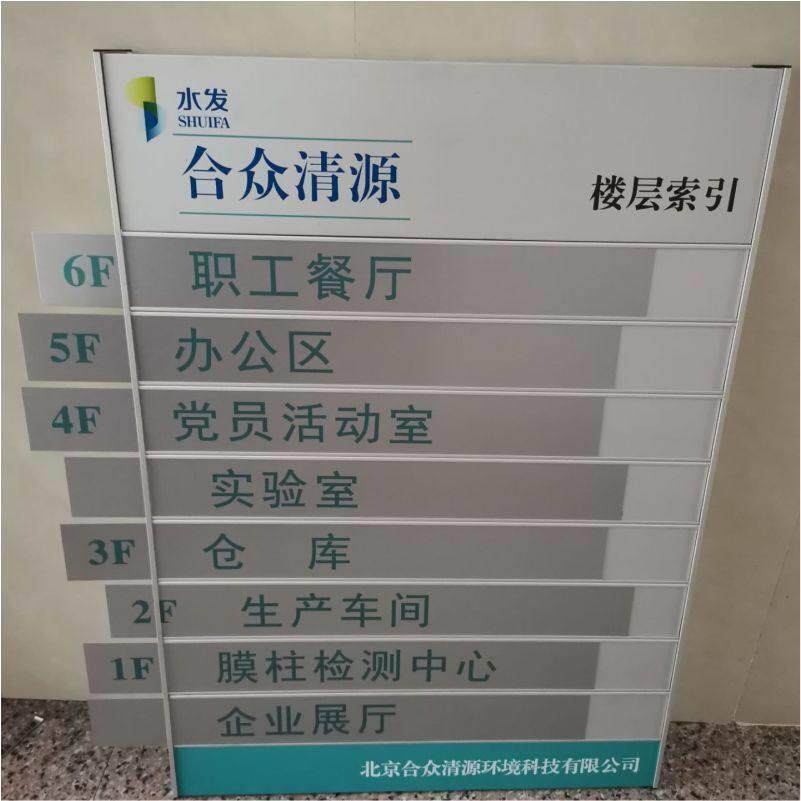 水发
SHUIFA
合众清源
楼层索引
6F 职工餐厅
5F 办公区
4F 党员活动室
实验室
3F 仓 库
2F 生产车间
1F 膜柱检测中心
企业展厅
北京合众清源环境科技有限公司